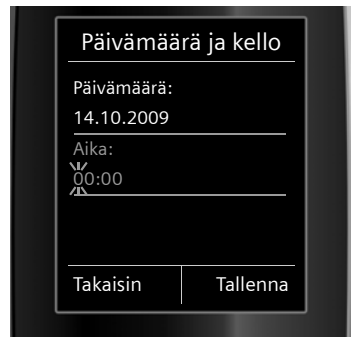 Päivämäärä ja kello
Päivämäärä:
14.10.2009
Aika:
00:00
Takaisin Tallenna